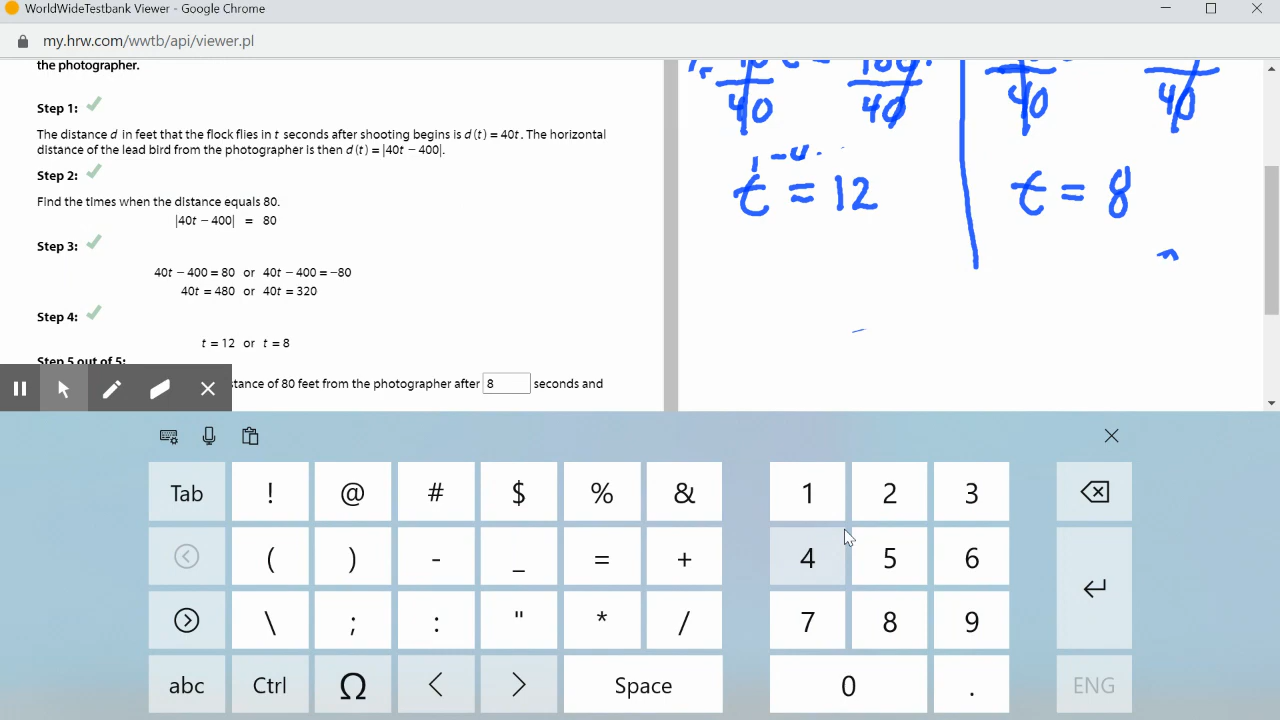 WorldWideTestbank Viewer - Google Chrome
my.hrw.com/wwtb/api/viewer.pl
the photographer.
Step 1:
The distance d in feet that the flock flies in t seconds after shooting begins is d(t) = 40t. The horizontal
distance of the lead bird from the photographer is then d(t) = |40t − 400|.
Step 2:
Find the times when the distance equals 80.
|40t − 400| = 80
Step 3:
40t − 400 = 80 or 40t − 400 = −80
40t = 480 or 40t = 320
Step 4:
t = 12 or t = 8
Step 5 out of 5:
stance of 80 feet from the photographer after 8 seconds and
40 40
t = 12
40 40
t = 8
Tab ! @ # $ % & 1 2 3
( ) - _ = + 4 5 6
\ ; : " * / 7 8 9
abc Ctrl Ω < > Space 0 . ENG